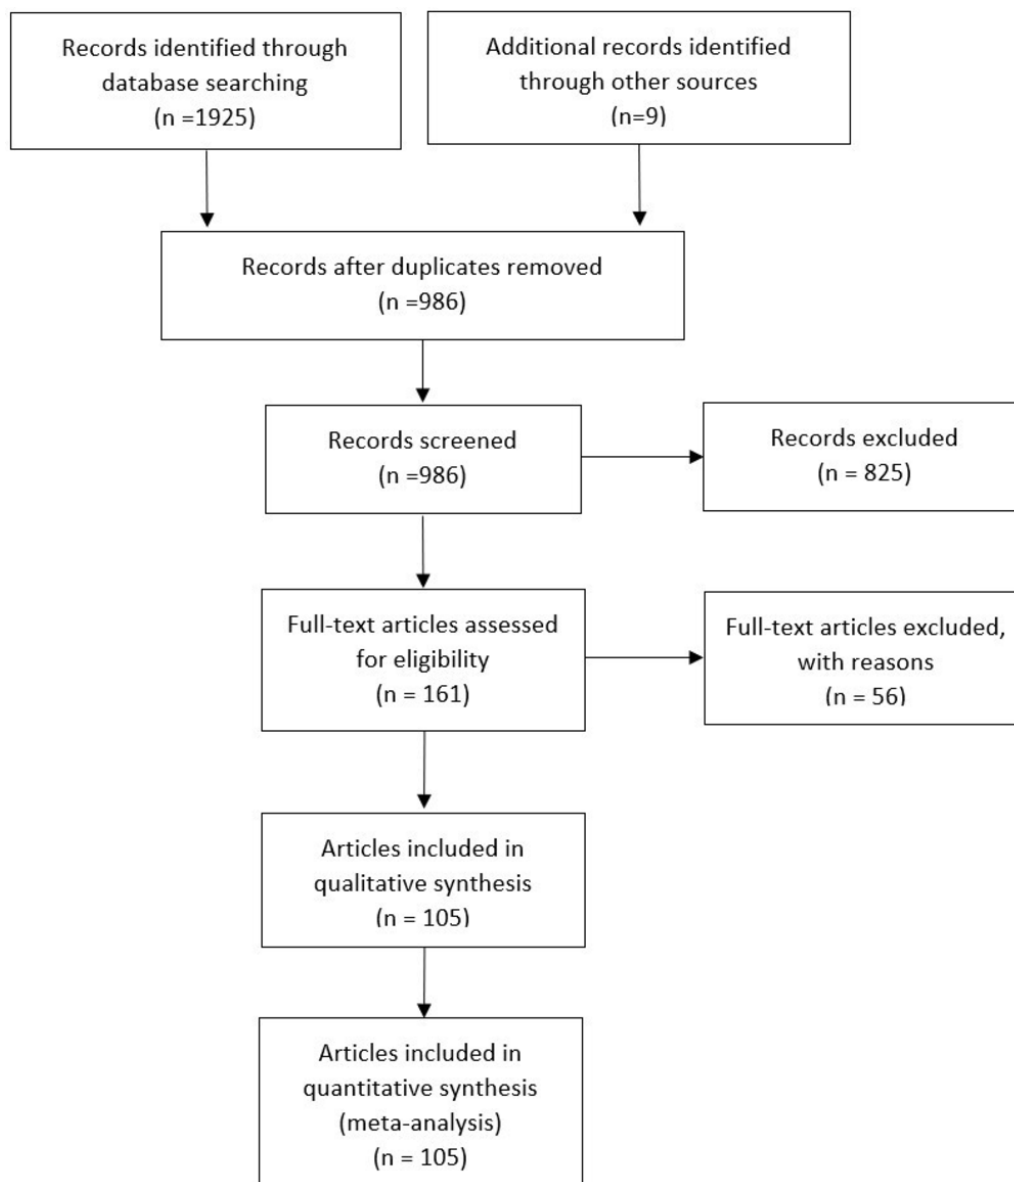 Records identified through
database searching
(n =1925)
Additional records identified
through other sources
(n=9)
Records after duplicates removed
(n =986)
Records screened
(n =986)
Records excluded
(n = 825)
Full-text articles assessed
for eligibility
(n = 161)
Full-text articles excluded,
with reasons
(n = 56)
Articles included in
qualitative synthesis
(n = 105)
Articles included in
quantitative synthesis
(meta-analysis)
(n = 105)